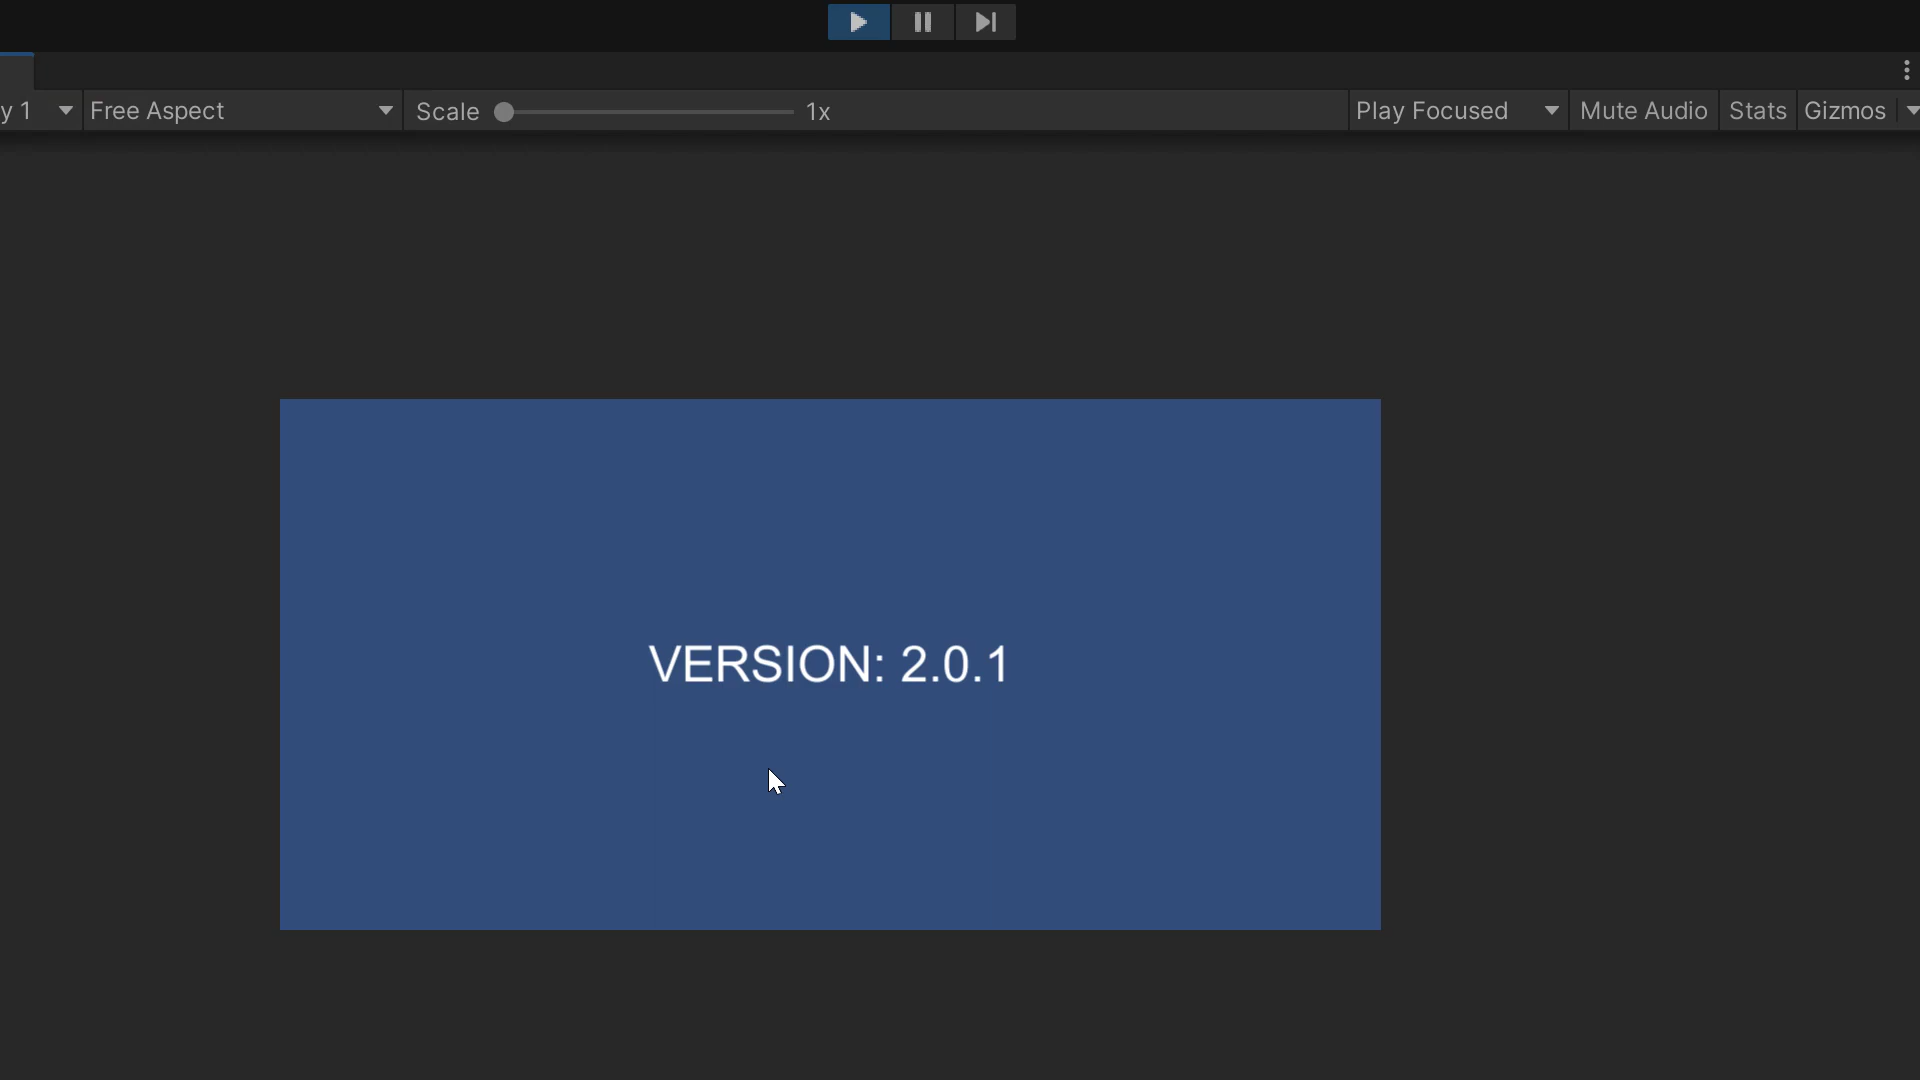 y 1 Free Aspect Scale 1x Play Focused Mute Audio Stats Gizmos
VERSION: 2.0.1